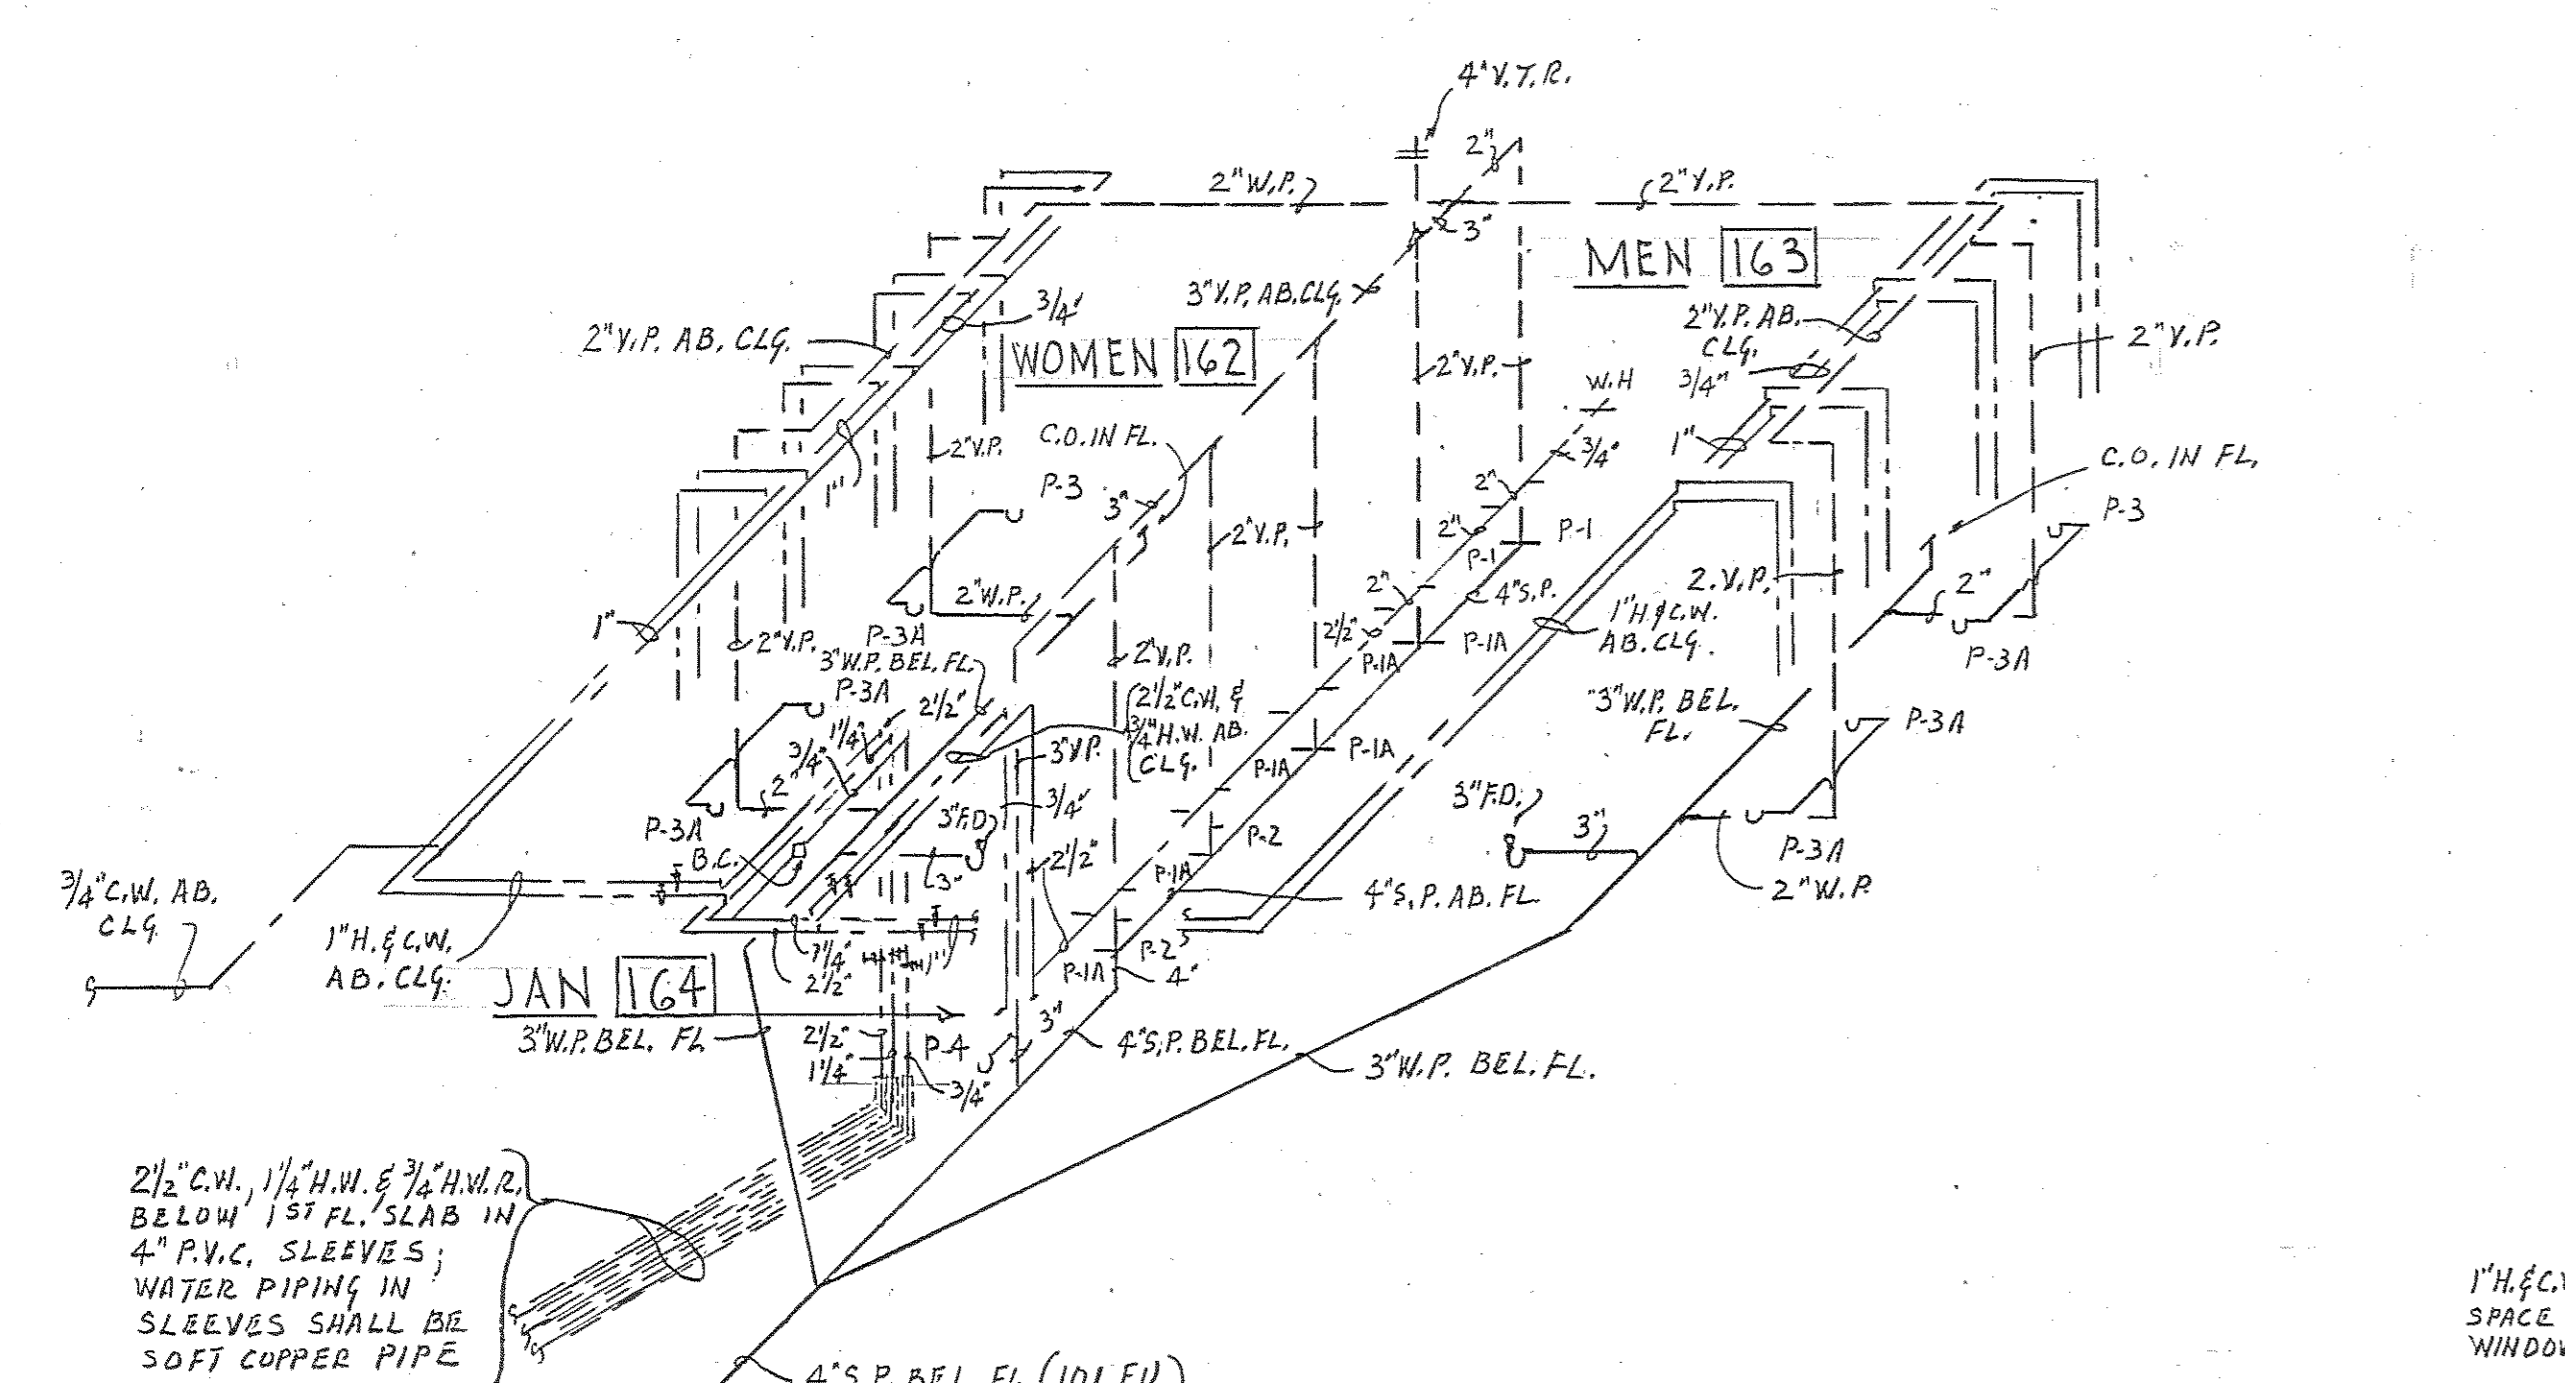 4" V.T.R.
2"
2" W.P.
2" V.P.
3"
MEN 163
3" V.P. AB. CLG.
3/4"
2" V.P. AB.
CLG.
2" V.P. AB. CLG.
WOMEN 162
2" V.P.
W.H
3/4"
2" V.P.
C.O. IN FL.
2" V.P.
3/4"
1"
C.O. IN FL.
1"
P-3
3"
2"
P-3
2" V.P.
2"
P-1
P-1
2" W.P.
2"
4" S.P.
2. V.P.
2"
1"
2" V.P.
P-3A
2 1/2"
P-1A
P-1A
1" H. & C.W.
AB. CLG.
P-3A
3" W.P. BEL. FL.
2" V.P.
P-3A
2 1/2"
2 1/2" C.W. &
3/4" H.W. AB.
CLG.
3" W.P. BEL.
FL.
P-3A
1 1/4"
3/4"
3" V.P.
P-1A
P-1A
2"
3" F.D.
3/4"
3" F.D.
3"
P-3A
P-3A
B.C.
3"
2 1/2"
P-2
P-1A
4" S.P. AB. FL.
2" W.P.
3/4" C.W. AB.
CLG.
1" H. & C.W.
AB. CLG.
1 1/4"
2 1/2"
1"
P-2
P-1A
4"
JAN 164
3" W.P. BEL. FL.
2 1/2"
P-4
3"
4" S.P. BEL. FL.
3" W.P. BEL. FL.
1 1/4"
3/4"
2 1/2" C.W., 1 1/4" H.W. & 3/4" H.W.R.
BELOW 1ST FL. SLAB IN
4" P.V.C. SLEEVES;
WATER PIPING IN
SLEEVES SHALL BE
SOFT COPPER PIPE
1" H. & C.W
SPACE
WINDOW
4" S.P. BEL. FL.